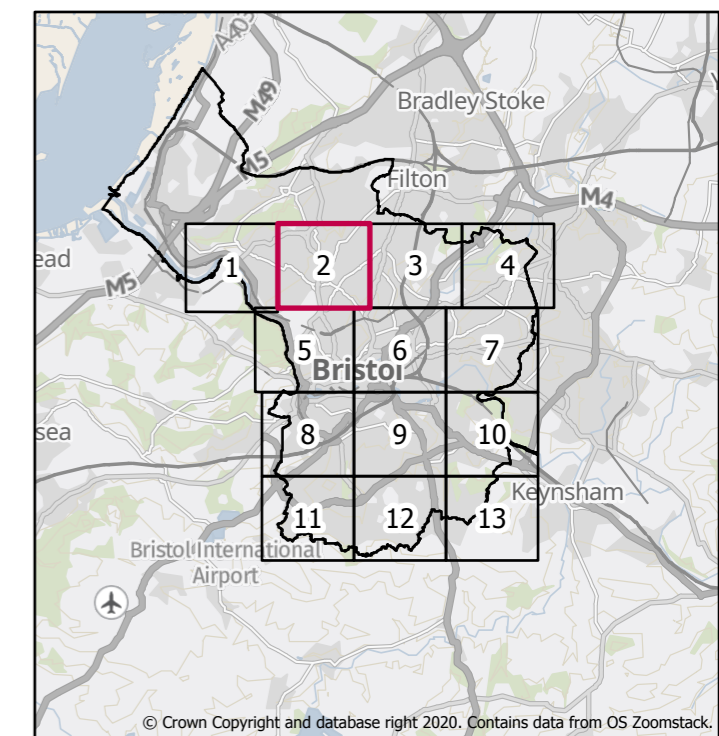 A403
M49
Bradley Stoke
M5
Filton
M4
ead
M5
1
2
3
4
5
6
7
Bristol
sea
8
9
10
Keynsham
11
12
13
Bristol International
Airport
© Crown Copyright and database right 2020. Contains data from OS Zoomstack.